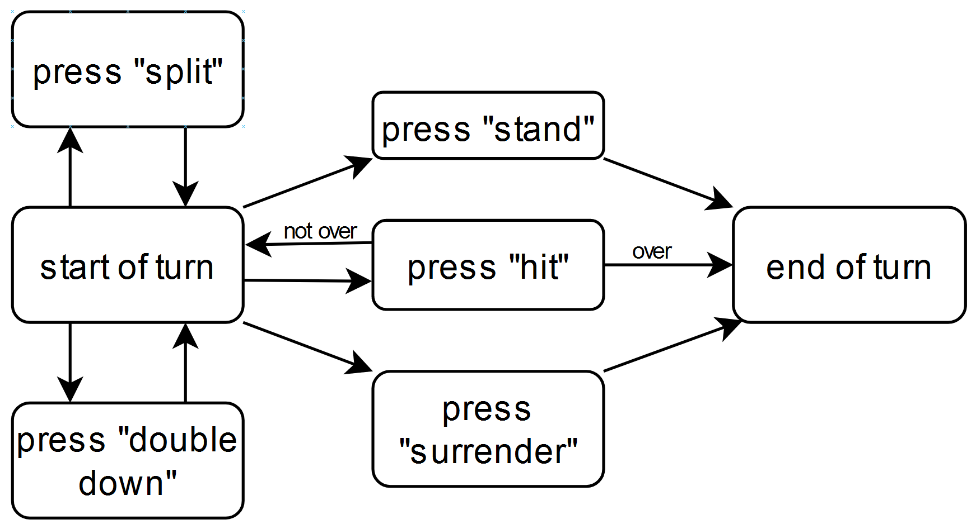 press "split"
press "stand"
not over
start of turn
press "hit"
over
end of turn
press
"surrender"
press "double
down"